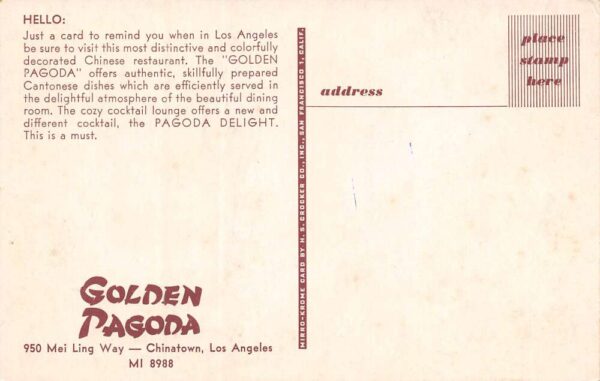 HELLO:
Just a card to remind you when in Los Angeles
be sure to visit this most distinctive and colorfully
decorated Chinese restaurant. The "GOLDEN
PAGODA" offers authentic, skillfully prepared
Cantonese dishes which are efficiently served in
the delightful atmosphere of the beautiful dining
room. The cozy cocktail lounge offers a new and
different cocktail, the PAGODA DELIGHT.
This is a must.
GOLDEN
PAGODA
950 Mei Ling Way — Chinatown, Los Angeles
MI 8988
MIRRO-KROME CARD BY H. S. CROCKER CO., INC., SAN FRANCISCO 1, CALIF.
address
place
stamp
here